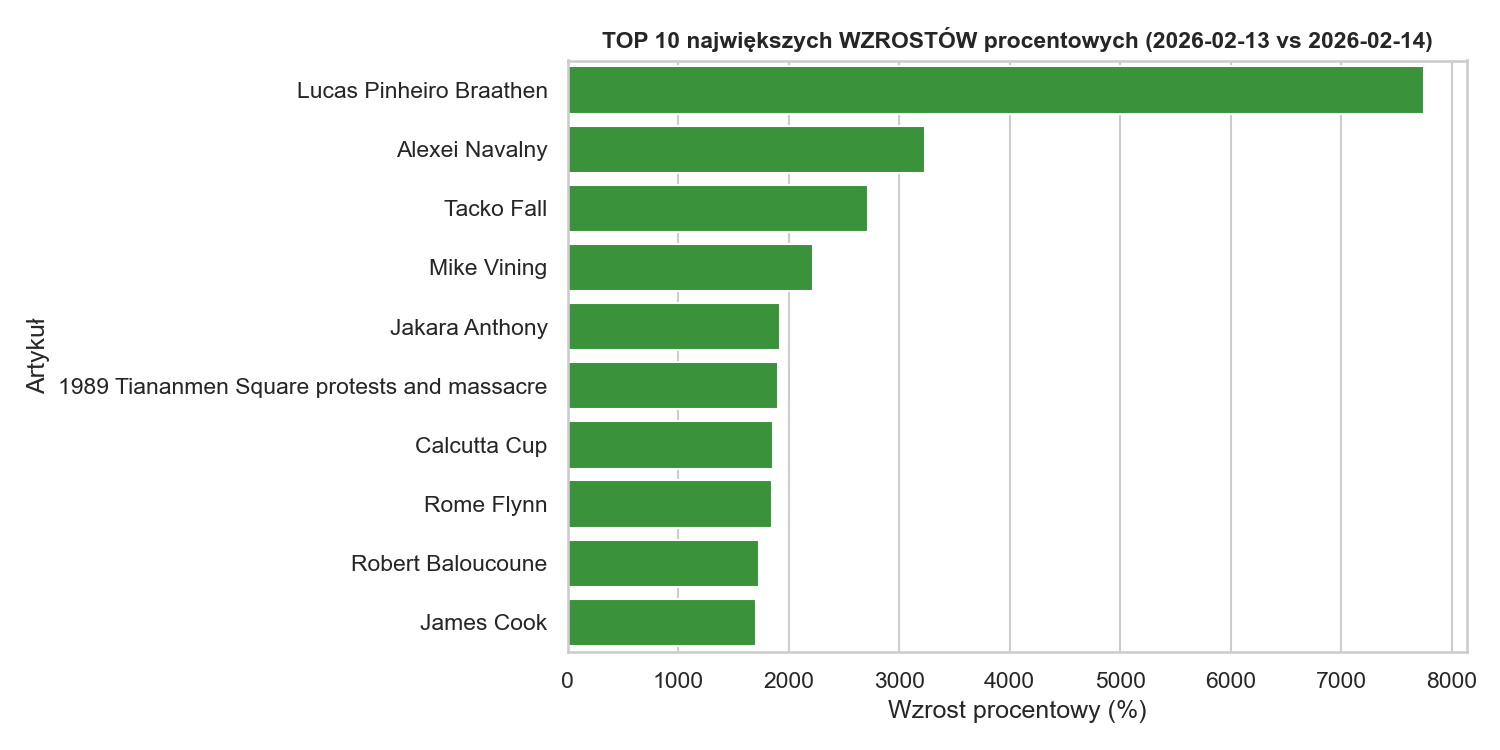 TOP 10 największych WZROSTÓW procentowych (2026-02-13 vs 2026-02-14)
Artykuł
Lucas Pinheiro Braathen
Alexei Navalny
Tacko Fall
Mike Vining
Jakara Anthony
1989 Tiananmen Square protests and massacre
Calcutta Cup
Rome Flynn
Robert Baloucoune
James Cook
0 1000 2000 3000 4000 5000 6000 7000 8000
Wzrost procentowy (%)